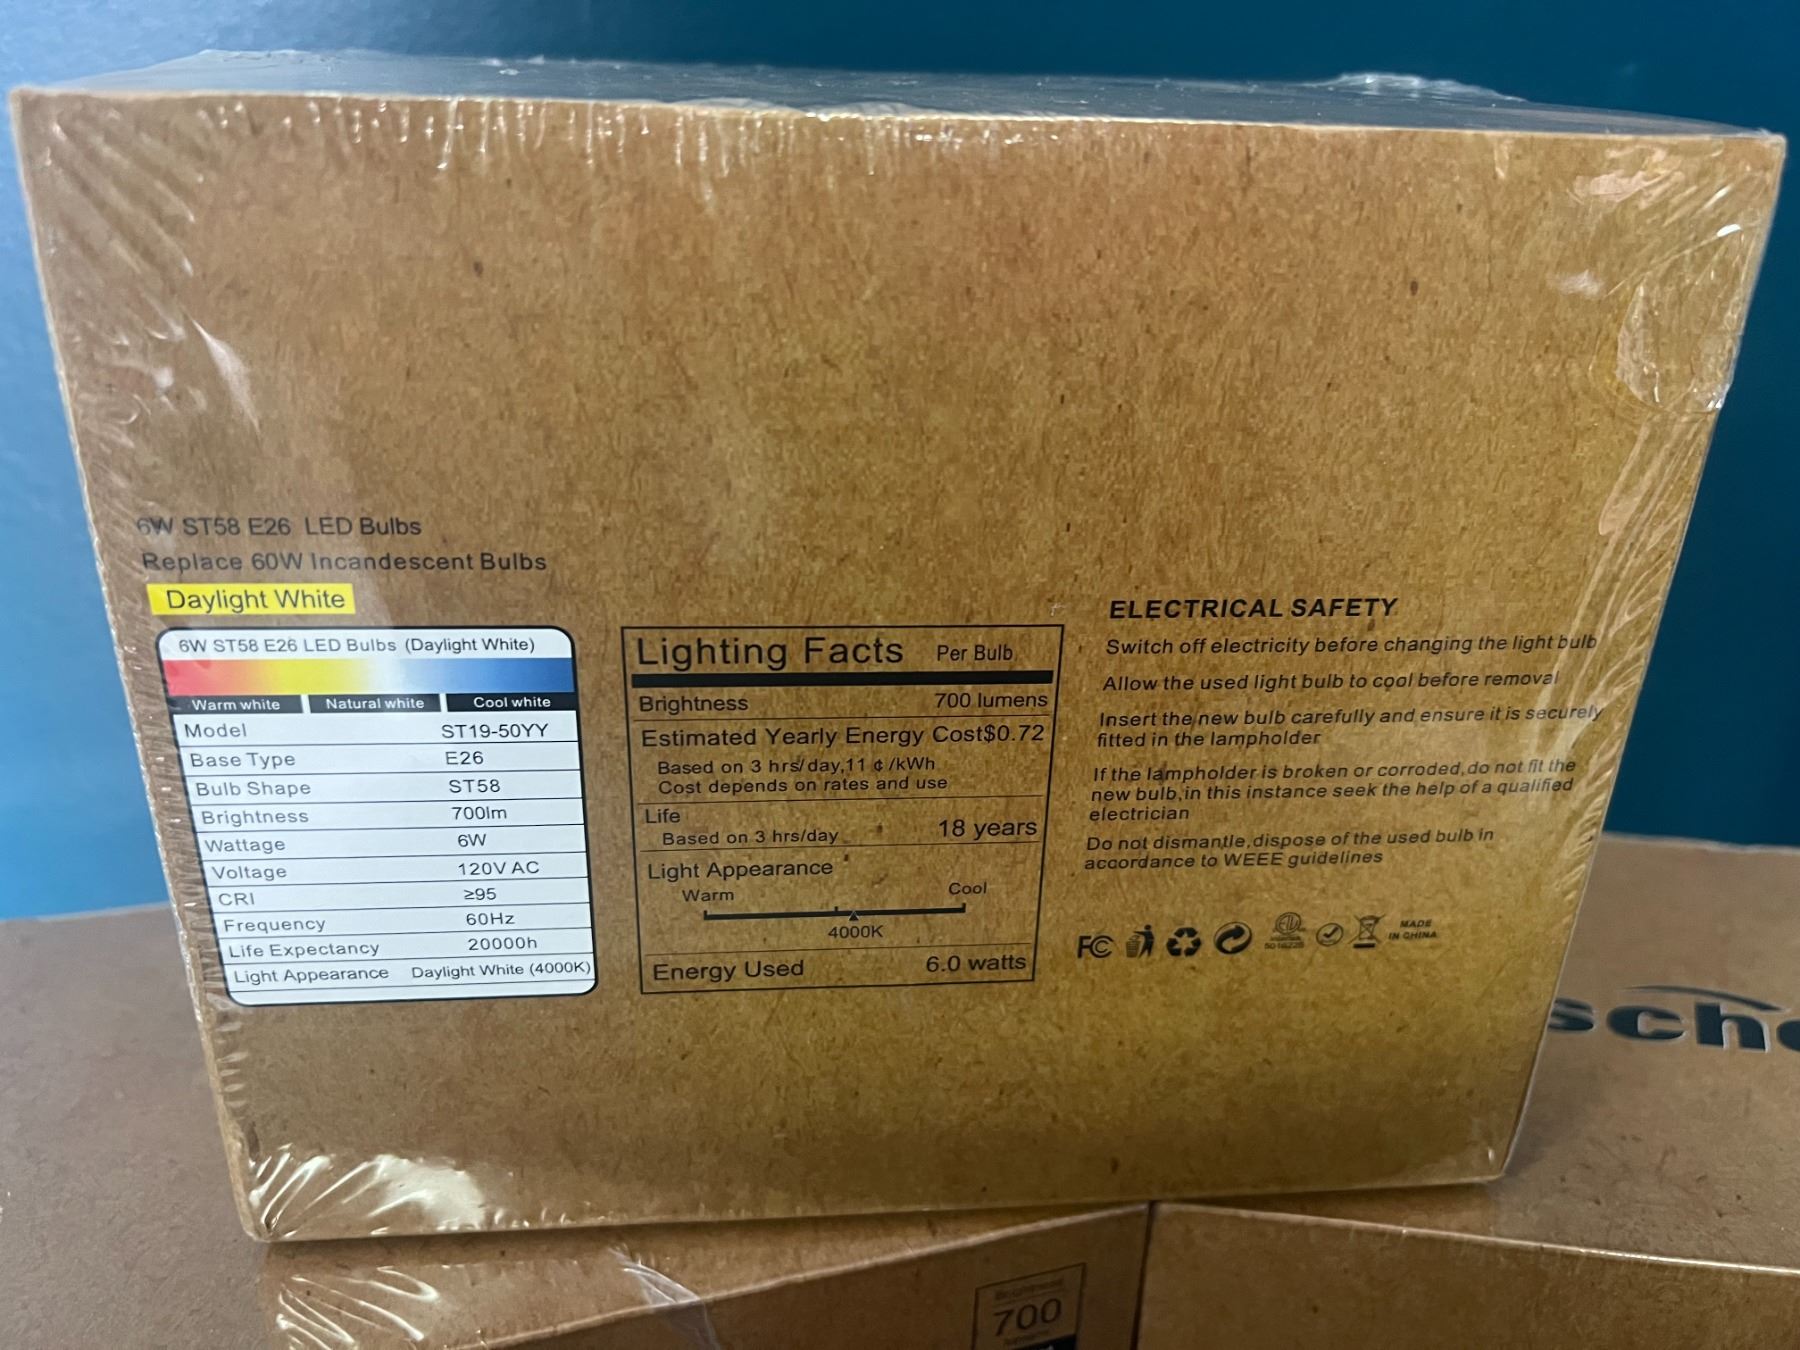 6W ST58 E26 LED Bulbs
Replace 60W Incandescent Bulbs
Daylight White
6W ST58 E26 LED Bulbs (Daylight White)
Warm white Natural white Cool white
Model ST19-50YY
Base Type E26
Bulb Shape ST58
Brightness 700lm
Wattage 6W
Voltage 120V AC
CRI ≥95
Frequency 60Hz
Life Expectancy 20000h
Light Appearance Daylight White (4000K)
Lighting Facts Per Bulb
Brightness 700 lumens
Estimated Yearly Energy Cost$0.72
Based on 3 hrs/day,11 ¢/kWh
Cost depends on rates and use
Life
Based on 3 hrs/day 18 years
Light Appearance
Warm Cool
4000K
Energy Used 6.0 watts
ELECTRICAL SAFETY
Switch off electricity before changing the light bulb
Allow the used light bulb to cool before removal
Insert the new bulb carefully and ensure it is securely
fitted in the lampholder
If the lampholder is broken or corroded,do not fit the
new bulb,in this instance seek the help of a qualified
electrician
Do not dismantle,dispose of the used bulb in
accordance to WEEE guidelines
FC
MADE
IN CHINA
Brightness
700